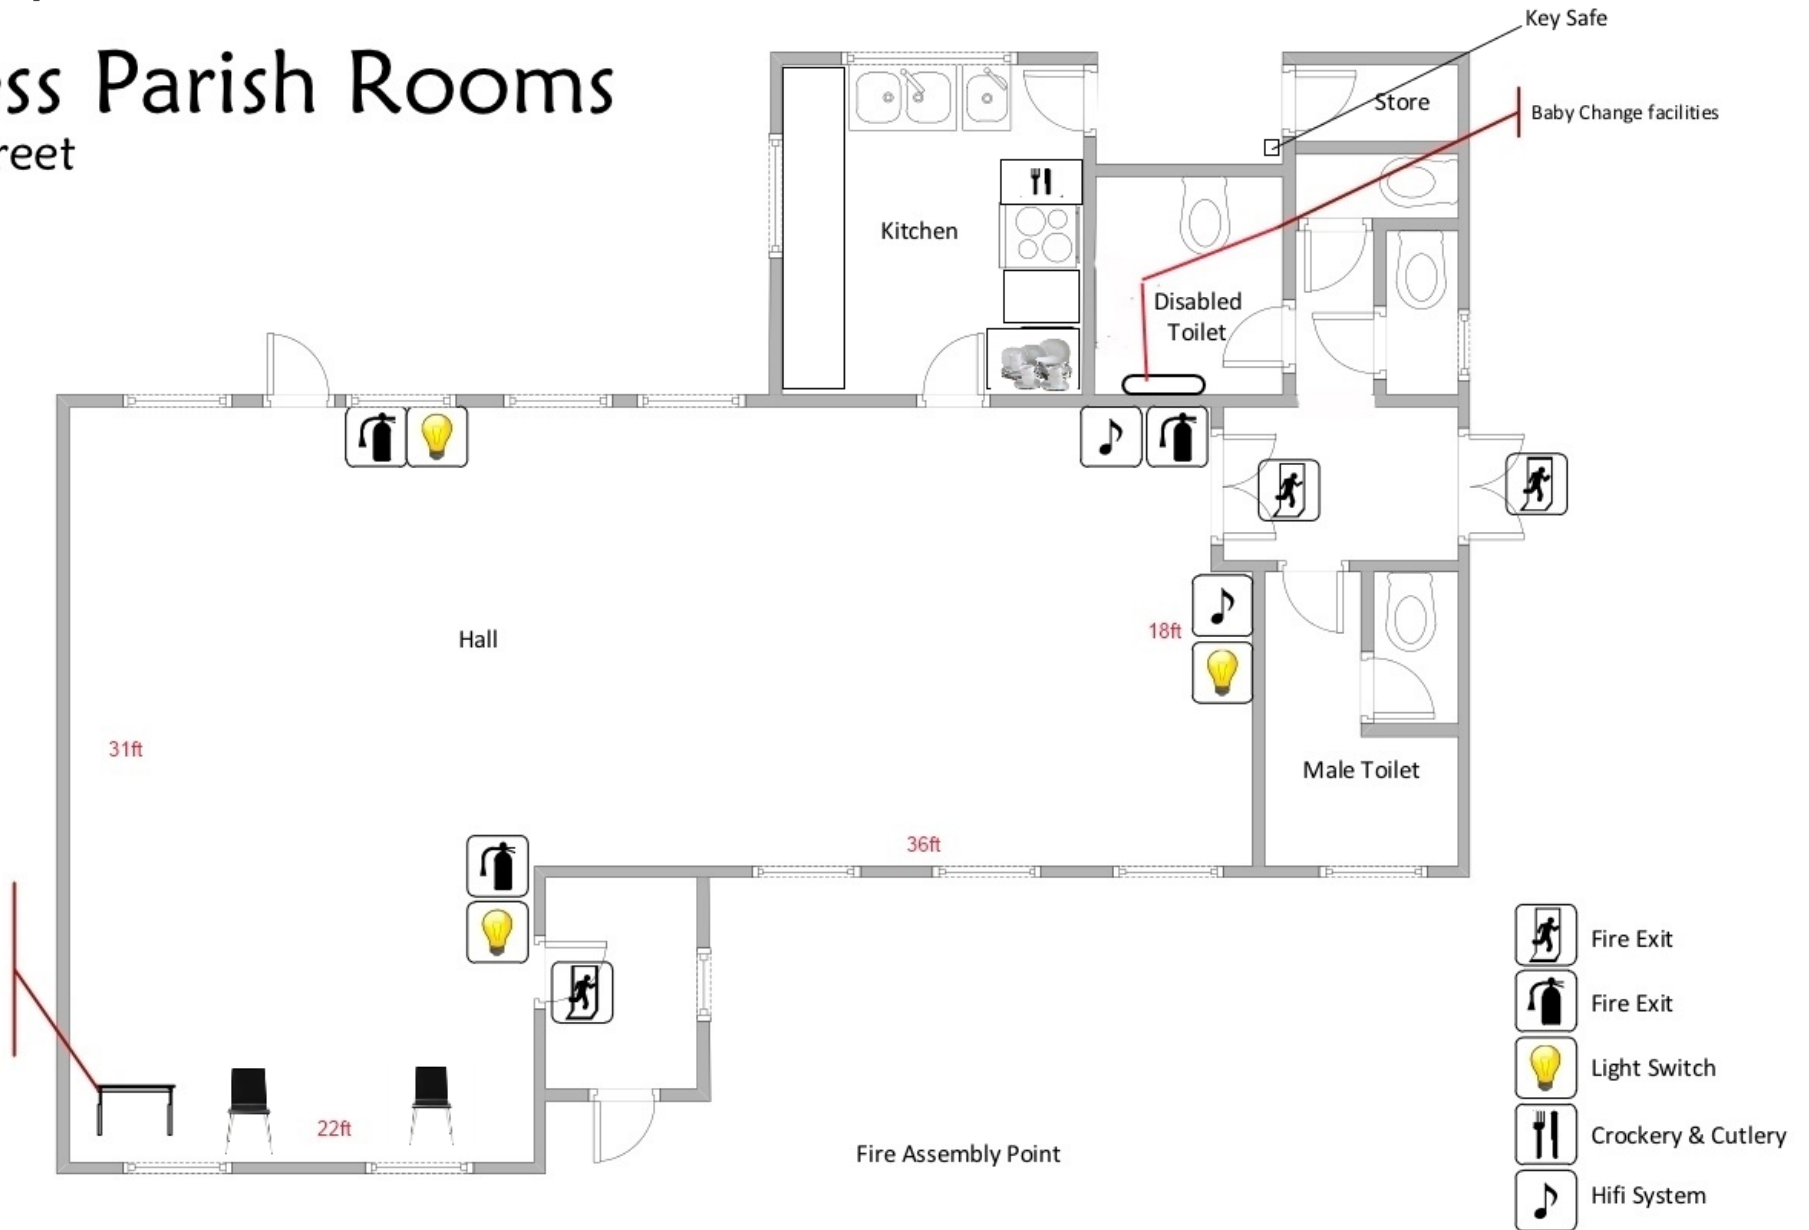 ss Parish Rooms
reet
Key Safe
Store
Baby Change facilities
Kitchen
Disabled
Toilet
Hall
18ft
31ft
Male Toilet
36ft
22ft
Fire Assembly Point
Fire Exit
Fire Exit
Light Switch
Crockery & Cutlery
Hifi System